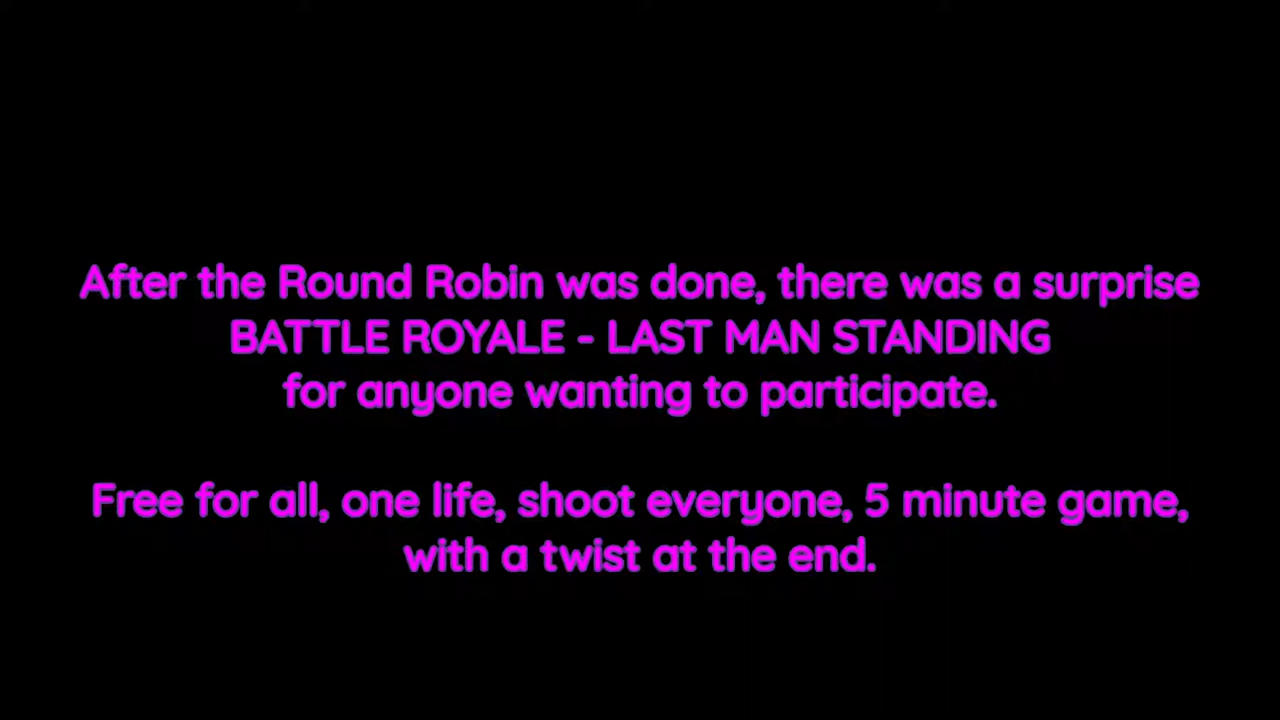 After the Round Robin was done, there was a surprise
BATTLE ROYALE - LAST MAN STANDING
for anyone wanting to participate.
Free for all, one life, shoot everyone, 5 minute game,
with a twist at the end.